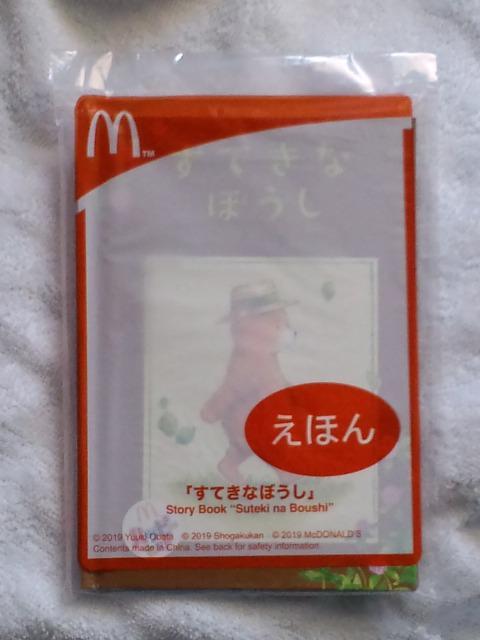 M™
すてきな
ぼうし
えほん
「すてきなぼうし」
Story Book "Suteki na Boushi"
© 2019 Yuuki Obata © 2019 Shogakukan © 2019 McDONALD'S
Contents made in China. See back for safety information